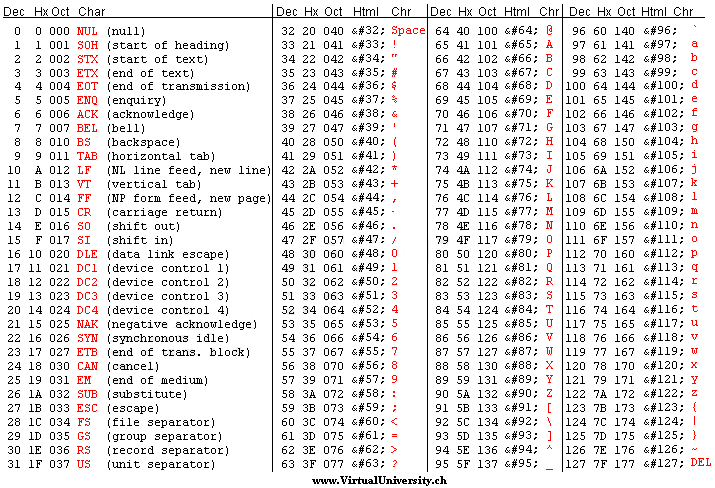 Dec Hx Oct Char Dec Hx Oct Html Chr Dec Hx Oct Html Chr Dec Hx Oct Html Chr
0 0 000 NUL (null) 32 20 040 &#32; Space 64 40 100 &#64; @ 96 60 140 &#96; `
1 1 001 SOH (start of heading) 33 21 041 &#33; ! 65 41 101 &#65; A 97 61 141 &#97; a
2 2 002 STX (start of text) 34 22 042 &#34; " 66 42 102 &#66; B 98 62 142 &#98; b
3 3 003 ETX (end of text) 35 23 043 &#35; # 67 43 103 &#67; C 99 63 143 &#99; c
4 4 004 EOT (end of transmission) 36 24 044 &#36; $ 68 44 104 &#68; D 100 64 144 &#100; d
5 5 005 ENQ (enquiry) 37 25 045 &#37; % 69 45 105 &#69; E 101 65 145 &#101; e
6 6 006 ACK (acknowledge) 38 26 046 &#38; & 70 46 106 &#70; F 102 66 146 &#102; f
7 7 007 BEL (bell) 39 27 047 &#39; ' 71 47 107 &#71; G 103 67 147 &#103; g
8 8 010 BS (backspace) 40 28 050 &#40; ( 72 48 110 &#72; H 104 68 150 &#104; h
9 9 011 TAB (horizontal tab) 41 29 051 &#41; ) 73 49 111 &#73; I 105 69 151 &#105; i
10 A 012 LF (NL line feed, new line) 42 2A 052 &#42; * 74 4A 112 &#74; J 106 6A 152 &#106; j
11 B 013 VT (vertical tab) 43 2B 053 &#43; + 75 4B 113 &#75; K 107 6B 153 &#107; k
12 C 014 FF (NP form feed, new page) 44 2C 054 &#44; , 76 4C 114 &#76; L 108 6C 154 &#108; l
13 D 015 CR (carriage return) 45 2D 055 &#45; - 77 4D 115 &#77; M 109 6D 155 &#109; m
14 E 016 SO (shift out) 46 2E 056 &#46; . 78 4E 116 &#78; N 110 6E 156 &#110; n
15 F 017 SI (shift in) 47 2F 057 &#47; / 79 4F 117 &#79; O 111 6F 157 &#111; o
16 10 020 DLE (data link escape) 48 30 060 &#48; 0 80 50 120 &#80; P 112 70 160 &#112; p
17 11 021 DC1 (device control 1) 49 31 061 &#49; 1 81 51 121 &#81; Q 113 71 161 &#113; q
18 12 022 DC2 (device control 2) 50 32 062 &#50; 2 82 52 122 &#82; R 114 72 162 &#114; r
19 13 023 DC3 (device control 3) 51 33 063 &#51; 3 83 53 123 &#83; S 115 73 163 &#115; s
20 14 024 DC4 (device control 4) 52 34 064 &#52; 4 84 54 124 &#84; T 116 74 164 &#116; t
21 15 025 NAK (negative acknowledge) 53 35 065 &#53; 5 85 55 125 &#85; U 117 75 165 &#117; u
22 16 026 SYN (synchronous idle) 54 36 066 &#54; 6 86 56 126 &#86; V 118 76 166 &#118; v
23 17 027 ETB (end of trans. block) 55 37 067 &#55; 7 87 57 127 &#87; W 119 77 167 &#119; w
24 18 030 CAN (cancel) 56 38 070 &#56; 8 88 58 130 &#88; X 120 78 170 &#120; x
25 19 031 EM (end of medium) 57 39 071 &#57; 9 89 59 131 &#89; Y 121 79 171 &#121; y
26 1A 032 SUB (substitute) 58 3A 072 &#58; : 90 5A 132 &#90; Z 122 7A 172 &#122; z
27 1B 033 ESC (escape) 59 3B 073 &#59; ; 91 5B 133 &#91; [ 123 7B 173 &#123; {
28 1C 034 FS (file separator) 60 3C 074 &#60; < 92 5C 134 &#92; \ 124 7C 174 &#124; |
29 1D 035 GS (group separator) 61 3D 075 &#61; = 93 5D 135 &#93; ] 125 7D 175 &#125; }
30 1E 036 RS (record separator) 62 3E 076 &#62; > 94 5E 136 &#94; ^ 126 7E 176 &#126; ~
31 1F 037 US (unit separator) 63 3F 077 &#63; ? 95 5F 137 &#95; _ 127 7F 177 &#127; DEL
www.VirtualUniversity.ch